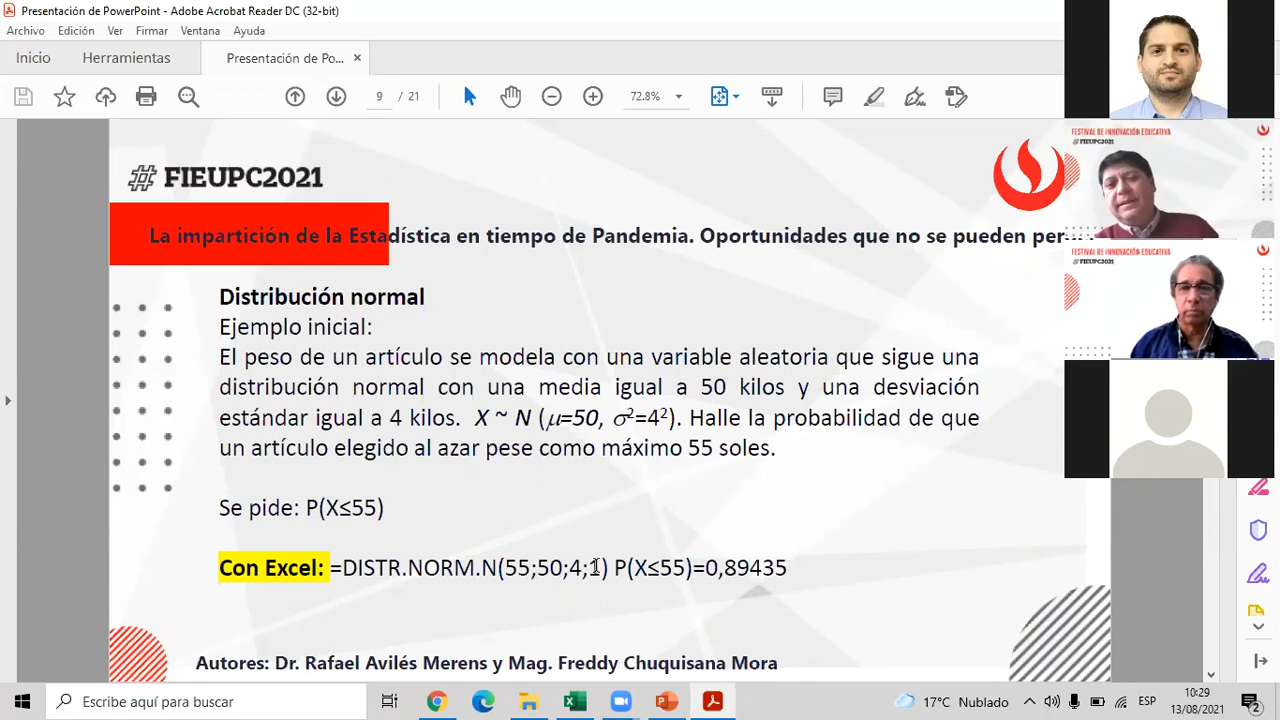 Presentación de PowerPoint - Adobe Acrobat Reader DC (32-bit)
Archivo Edición Ver Firmar Ventana Ayuda
Inicio Herramientas Presentación de Po... ×
9 / 21 72.8%
# FIEUPC2021
La impartición de la Estadística en tiempo de Pandemia. Oportunidades que no se pueden per
Distribución normal
Ejemplo inicial:
El peso de un artículo se modela con una variable aleatoria que sigue una
distribución normal con una media igual a 50 kilos y una desviación
estándar igual a 4 kilos. X ~ N (μ=50, σ²=4²). Halle la probabilidad de que
un artículo elegido al azar pese como máximo 55 soles.
Se pide: P(X≤55)
Con Excel: =DISTR.NORM.N(55;50;4;1) P(X≤55)=0,89435
Autores: Dr. Rafael Avilés Merens y Mag. Freddy Chuquisana Mora
FESTIVAL DE INNOVACIÓN EDUCATIVA
#FIEUPC2021
FESTIVAL DE INNOVACIÓN EDUCATIVA
#FIEUPC2021
Escribe aquí para buscar
17°C Nublado
ESP
10:29
13/08/2021
2